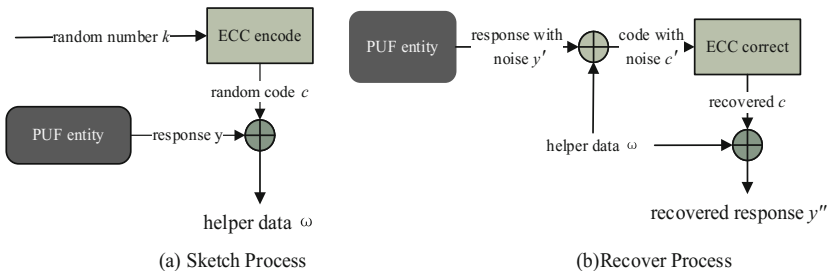 random number k
ECC encode
random code c
PUF entity
response y
helper data ω
(a) Sketch Process
PUF entity
response with
noise y′
code with
noise c′
ECC correct
recovered c
helper data ω
recovered response y″
(b)Recover Process